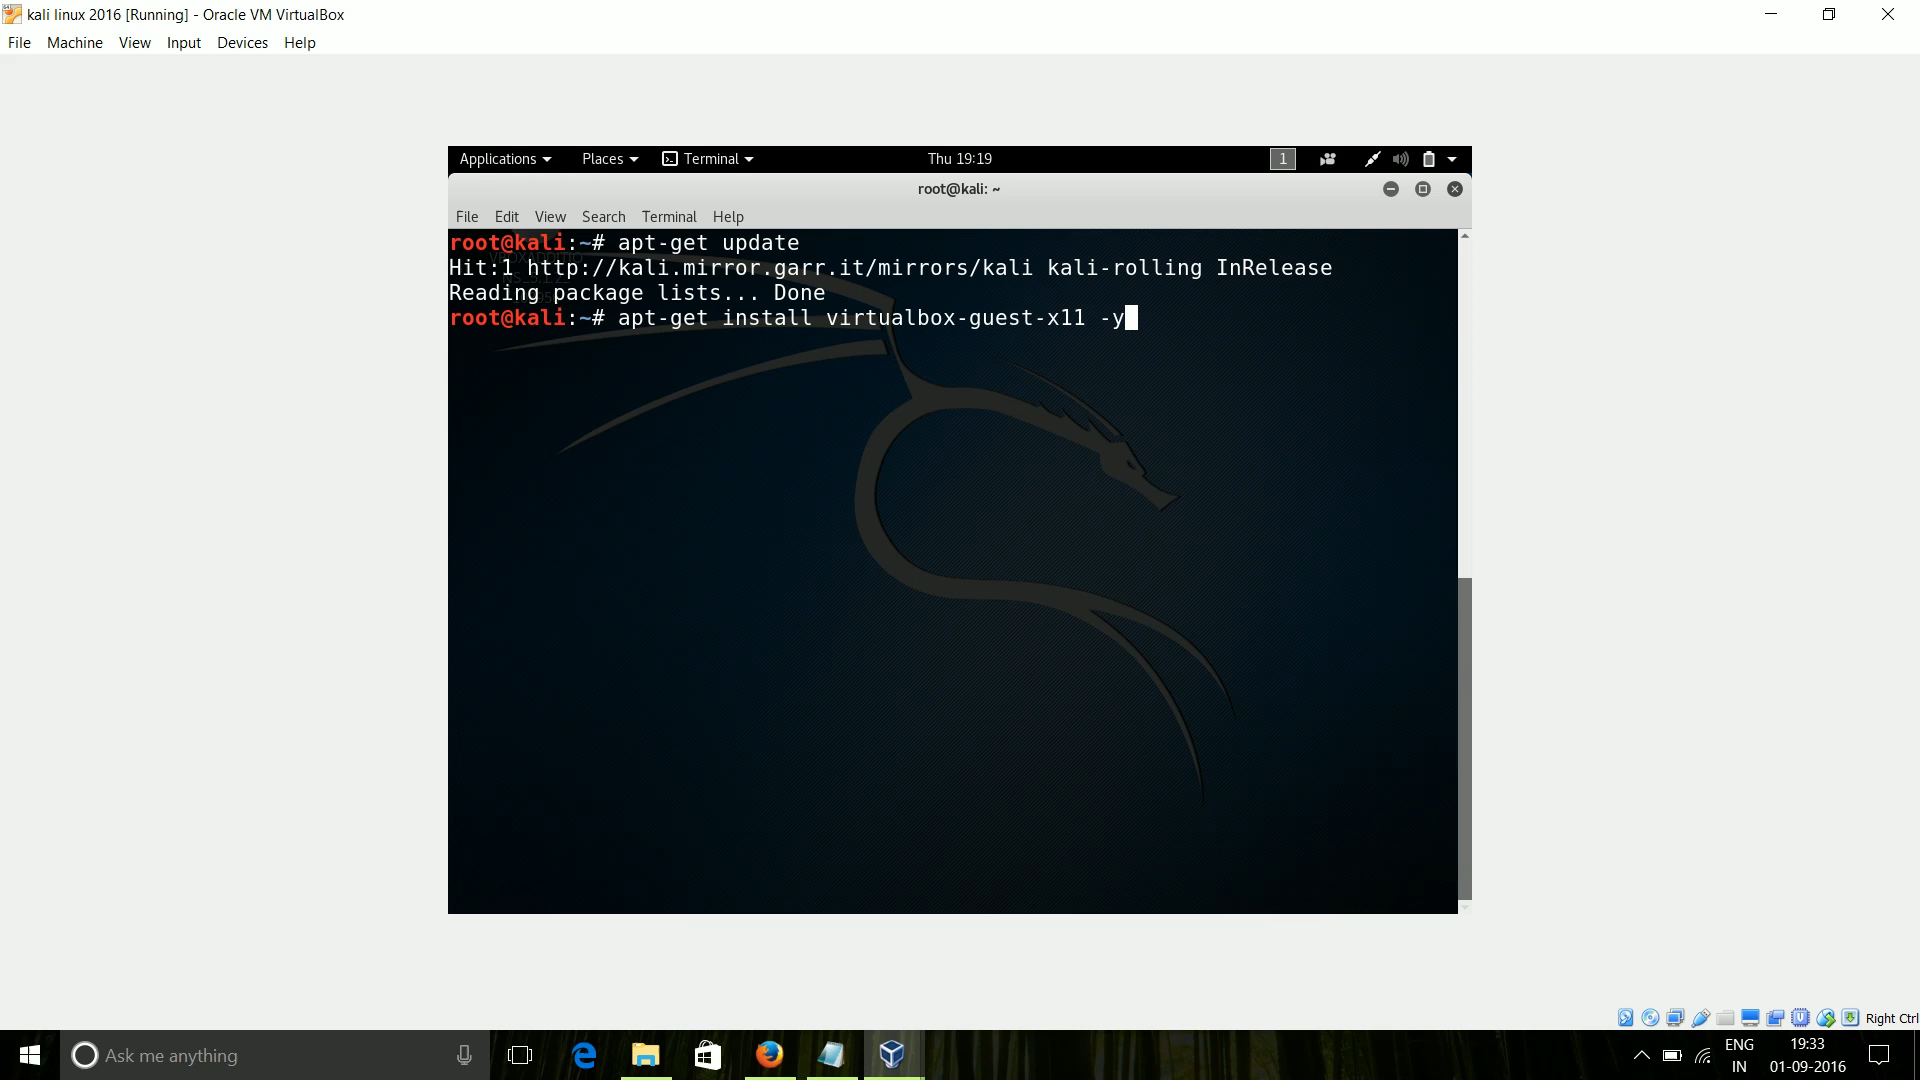 kali linux 2016 [Running] - Oracle VM VirtualBox
File Machine View Input Devices Help
Applications Places Terminal Thu 19:19 1
root@kali: ~
File Edit View Search Terminal Help
root@kali:~# apt-get update
Hit:1 http://kali.mirror.garr.it/mirrors/kali kali-rolling InRelease
Reading package lists... Done
root@kali:~# apt-get install virtualbox-guest-x11 -y
Right Ctrl
Ask me anything
ENG
IN
19:33
01-09-2016